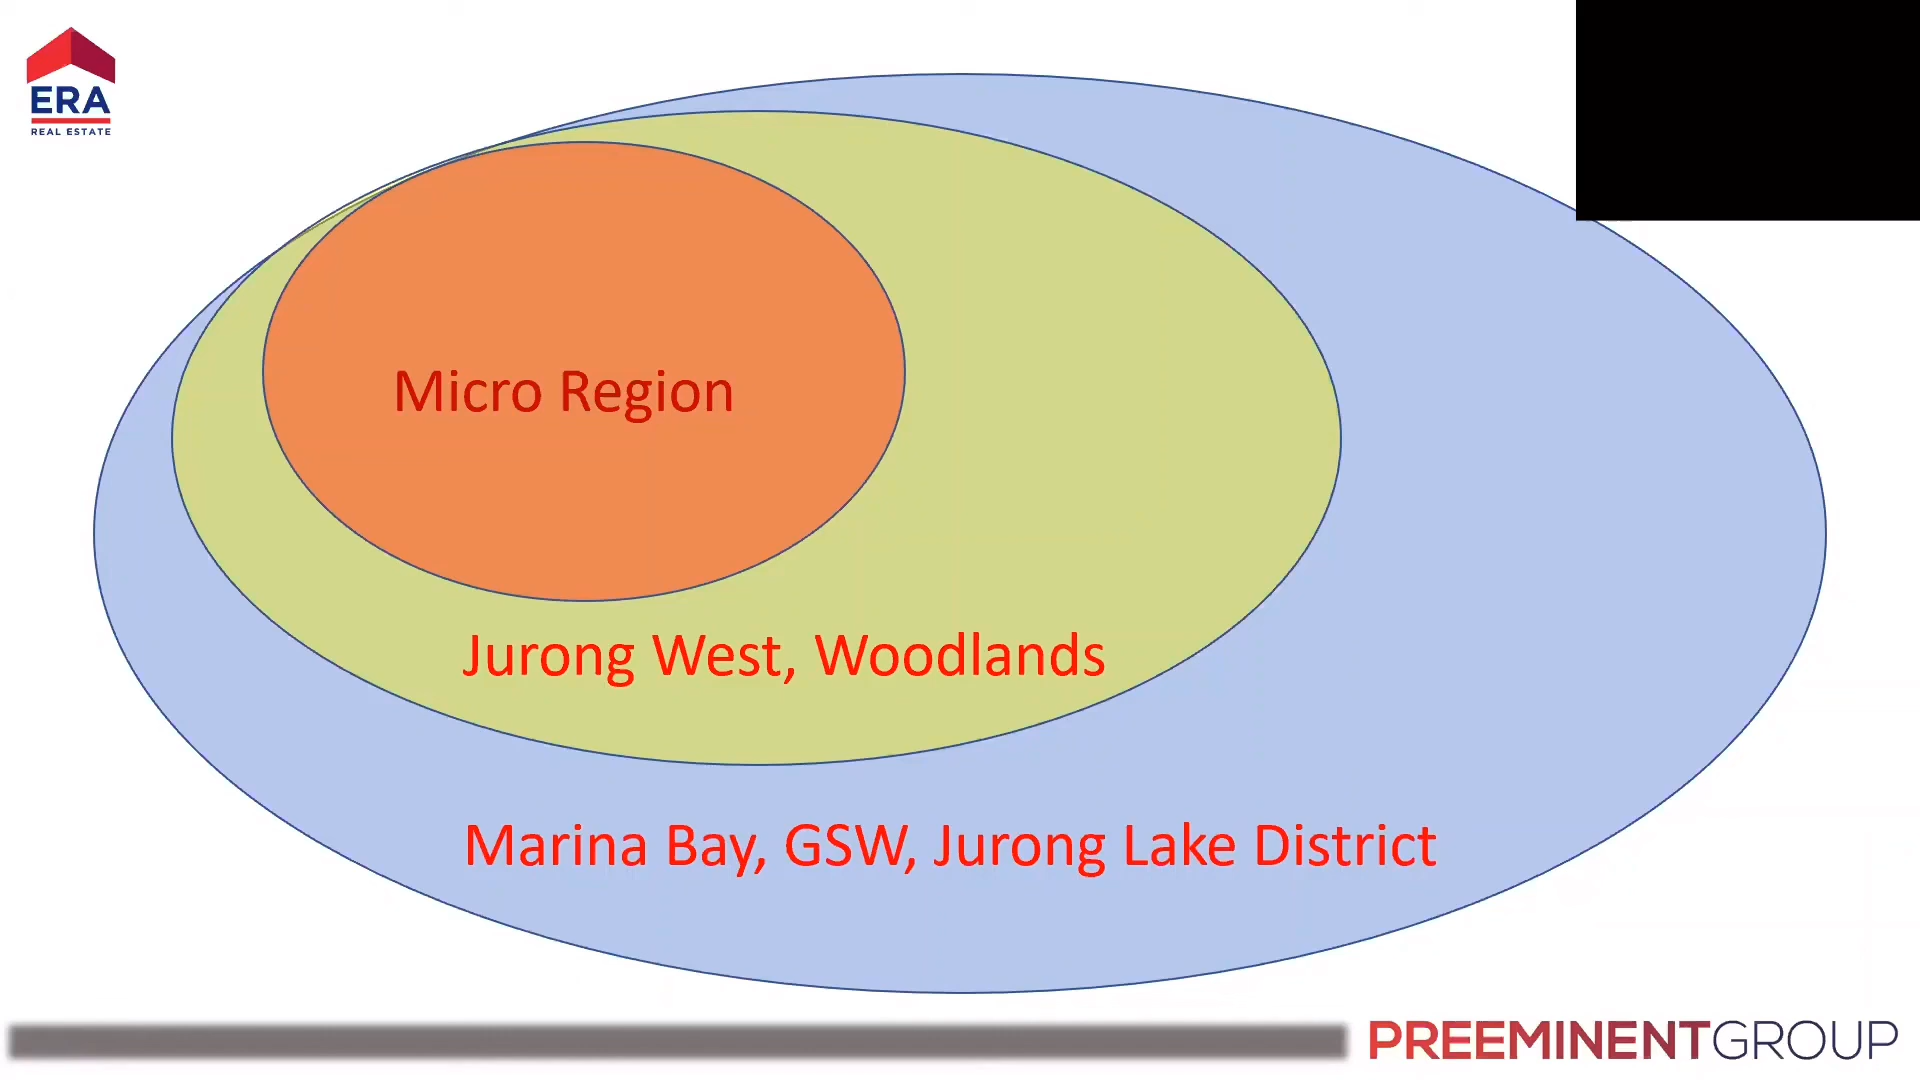 ERA
REAL ESTATE
Micro Region
Jurong West, Woodlands
Marina Bay, GSW, Jurong Lake District
PREEMINENTGROUP